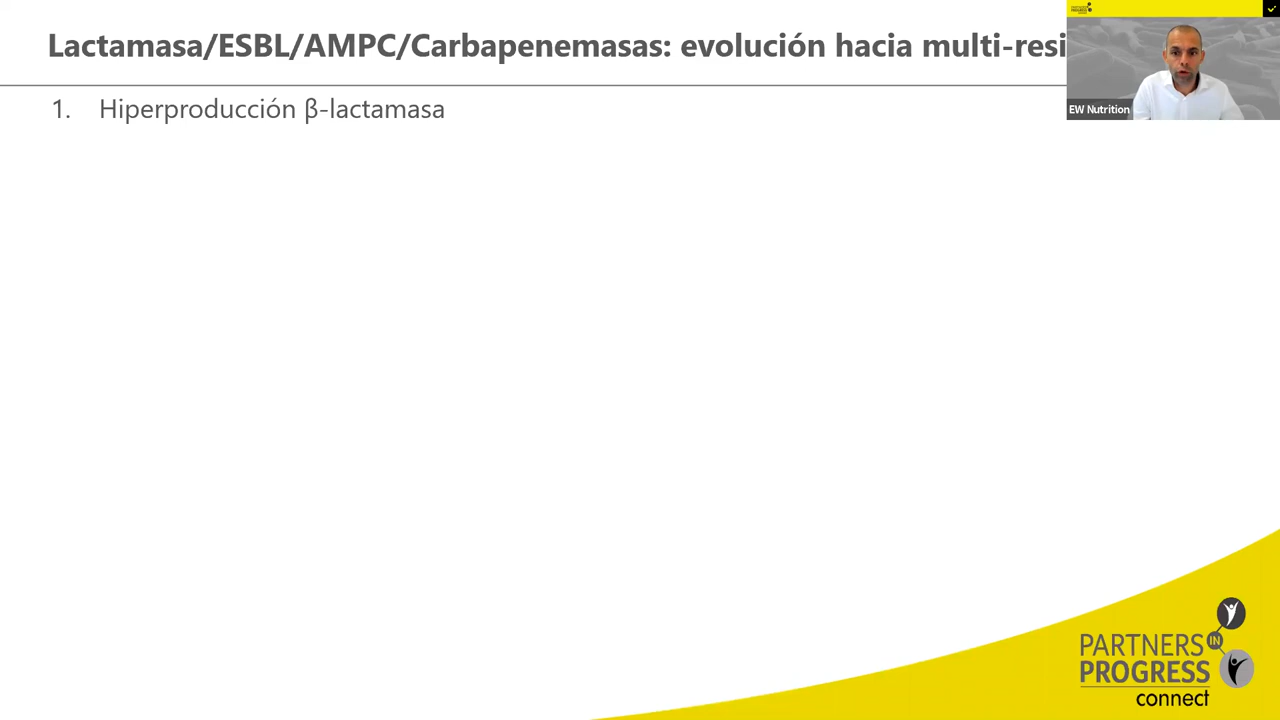 Lactamasa/ESBL/AMPC/Carbapenemasas: evolución hacia multi-resi
1. Hiperproducción β-lactamasa
EW Nutrition
PARTNERS
IN
PROGRESS
connect